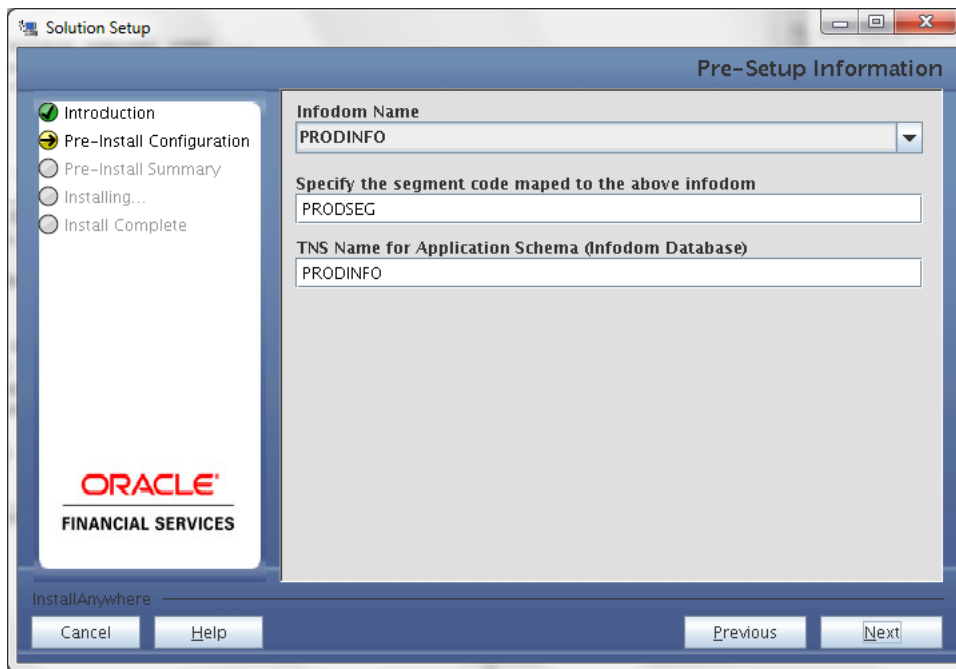 Solution Setup
Pre-Setup Information
Introduction
Pre-Install Configuration
Pre-Install Summary
Installing...
Install Complete
ORACLE'
FINANCIAL SERVICES
Infodom Name
PRODINFO
Specify the segment code maped to the above infodom
PRODSEG
TNS Name for Application Schema (Infodom Database)
PRODINFO
InstallAnywhere
Cancel
Help
Previous
Next